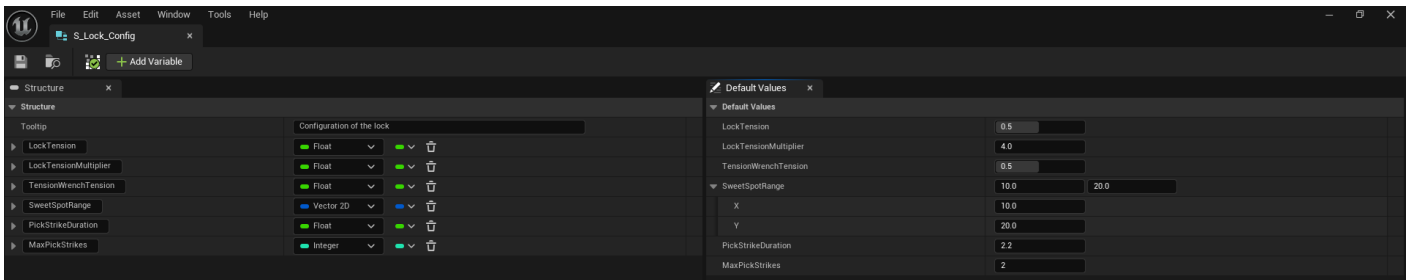 File Edit Asset Window Tools Help
S_Lock_Config
Add Variable
Structure
Structure
Tooltip Configuration of the lock
LockTension Float
LockTensionMultiplier Float
TensionWrenchTension Float
SweetSpotRange Vector 2D
PickStrikeDuration Float
MaxPickStrikes Integer
Default Values
Default Values
LockTension 0.5
LockTensionMultiplier 4.0
TensionWrenchTension 0.5
SweetSpotRange 10.0 20.0
X 10.0
Y 20.0
PickStrikeDuration 2.2
MaxPickStrikes 2